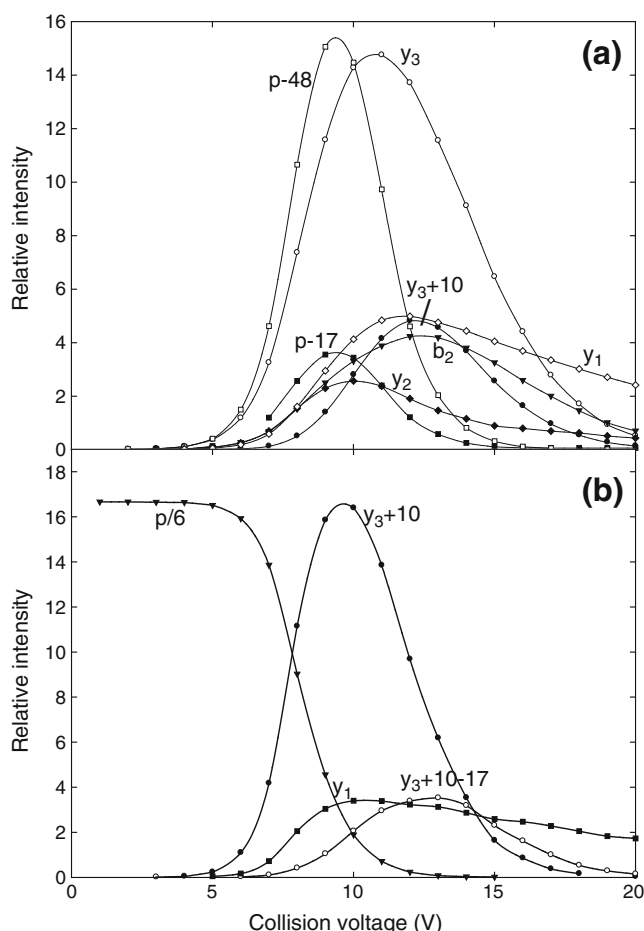 16
14
12
10
8
6
4
2
0
Relative intensity
(a)
p-48
y3
y3+10
p-17
b2
y2
y1
18
16
14
12
10
8
6
4
2
0
Relative intensity
(b)
p/6
y3+10
y1
y3+10-17
0 5 10 15 20
Collision voltage (V)